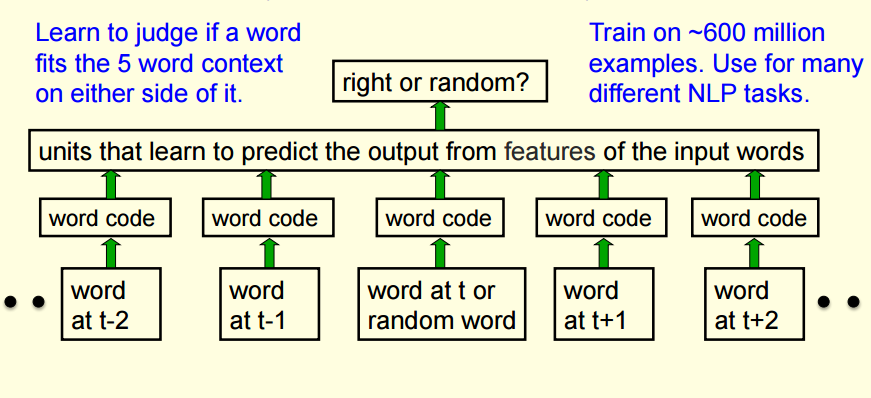 Learn to judge if a word
fits the 5 word context
on either side of it.
Train on ~600 million
examples. Use for many
different NLP tasks.
right or random?
units that learn to predict the output from features of the input words
word code
word code
word code
word code
word code
word
at t-2
word
at t-1
word at t or
random word
word
at t+1
word
at t+2